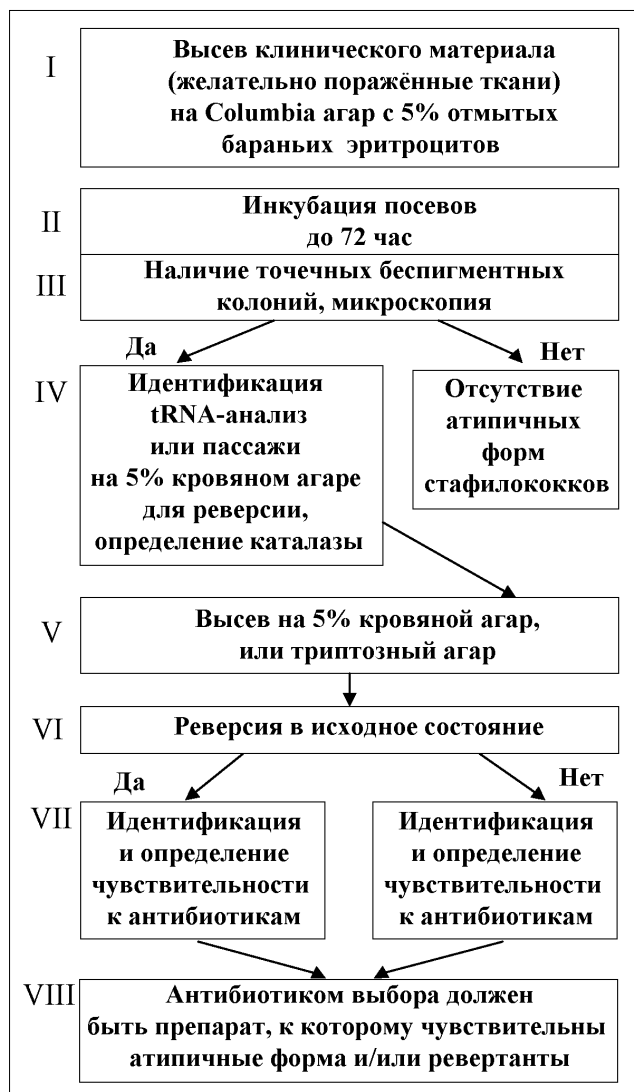 I
Высев клинического материала
(желательно поражённые ткани)
на Columbia агар с 5% отмытых
бараньих эритроцитов
II
Инкубация посевов
до 72 час
III
Наличие точечных беспигментных
колоний, микроскопия
Да
Нет
IV
Идентификация
tRNA-анализ
или пассажи
на 5% кровяном агаре
для реверсии,
определение каталазы
Отсутствие
атипичных
форм
стафилококков
V
Высев на 5% кровяной агар,
или триптозный агар
VI
Реверсия в исходное состояние
Да
Нет
VII
Идентификация
и определение
чувствительности
к антибиотикам
Идентификация
и определение
чувствительности
к антибиотикам
VIII
Антибиотиком выбора должен
быть препарат, к которому чувствительны
атипичные форма и/или ревертанты